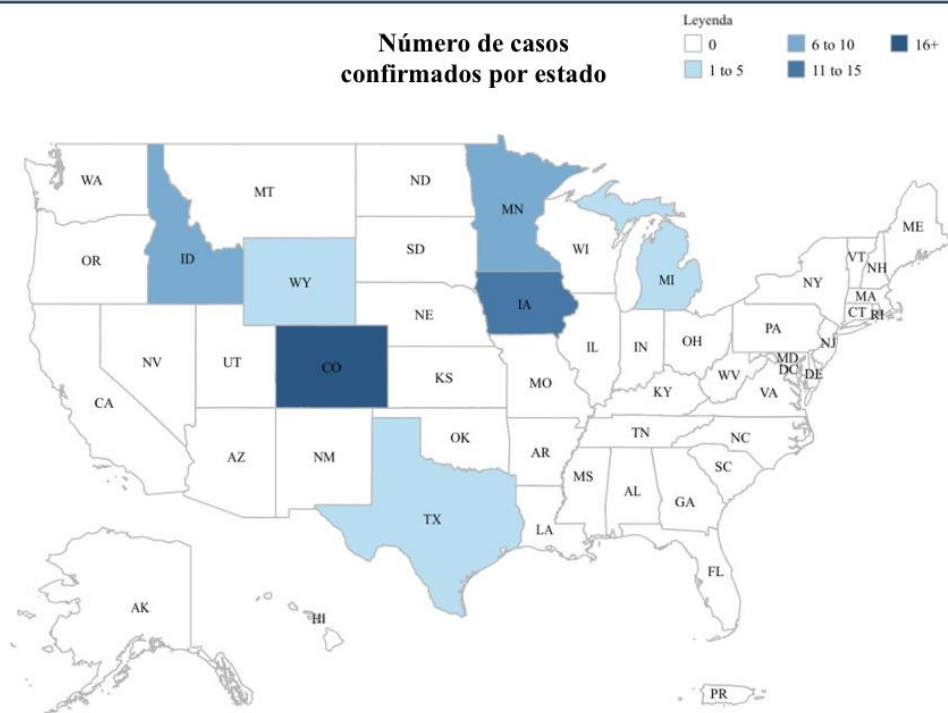 Número de casos
confirmados por estado
Leyenda
0
6 to 10
16+
1 to 5
11 to 15
WA
MT
ND
MN
ME
OR
ID
SD
WI
VT
NH
WY
MI
NY
MA
IA
CT
RI
NE
PA
NV
UT
IL
IN
OH
NJ
CO
MD
DC
DE
KS
MO
WV
VA
CA
KY
OK
TN
NC
AZ
NM
AR
SC
MS
AL
GA
TX
LA
FL
AK
HI
PR